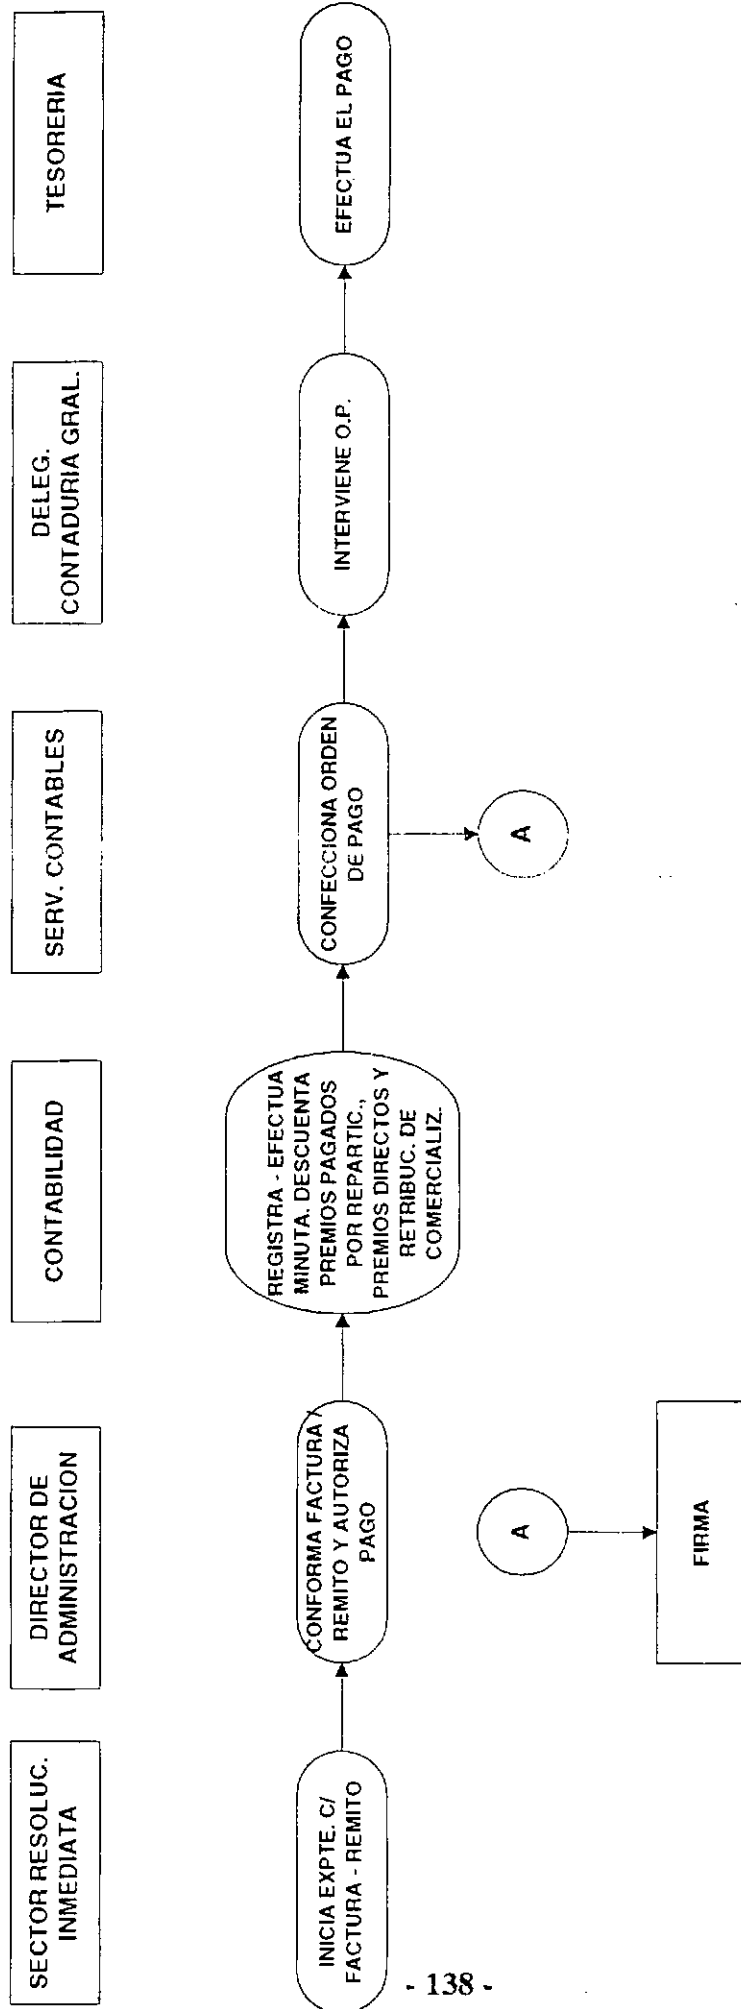 SECTOR RESOLUC.
INMEDIATA
DIRECTOR DE
ADMINISTRACION
CONTABILIDAD
SERV. CONTABLES
DELEG.
CONTADURIA GRAL.
TESORERIA
INICIA EXPTE. C/
FACTURA - REMITO
CONFORMA FACTURA /
REMITO Y AUTORIZA
PAGO
REGISTRA - EFECTUA
MINUTA. DESCUENTA
PREMIOS PAGADOS
POR REPARTIC.,
PREMIOS DIRECTOS Y
RETRIBUC. DE
COMERCIALIZ.
CONFECCIONA ORDEN
DE PAGO
INTERVIENE O.P.
EFECTUA EL PAGO
A
A
FIRMA
- 138 -